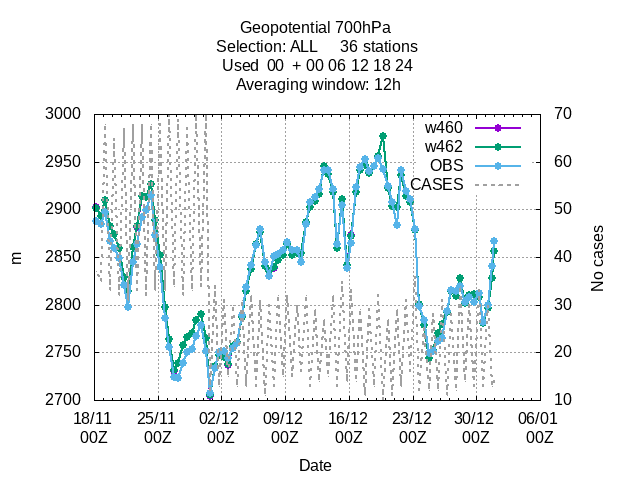 Geopotential 700hPa
Selection: ALL 36 stations
Used 00 + 00 06 12 18 24
Averaging window: 12h
3000
2950
2900
2850
2800
2750
2700
m
70
60
50
40
30
20
10
No cases
w460
w462
OBS
CASES
18/11 25/11 02/12 09/12 16/12 23/12 30/12 06/01
00Z 00Z 00Z 00Z 00Z 00Z 00Z 00Z
Date